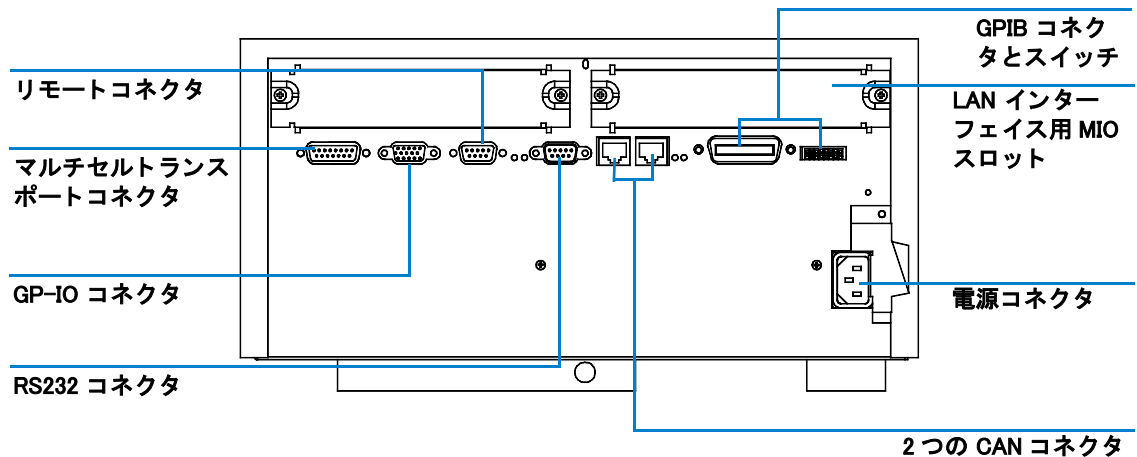 リモートコネクタ
マルチセルトランス
ポートコネクタ
GP-IO コネクタ
RS232 コネクタ
GPIB コネク
タとスイッチ
LAN インター
フェイス用 MIO
スロット
電源コネクタ
2 つの CAN コネクタ